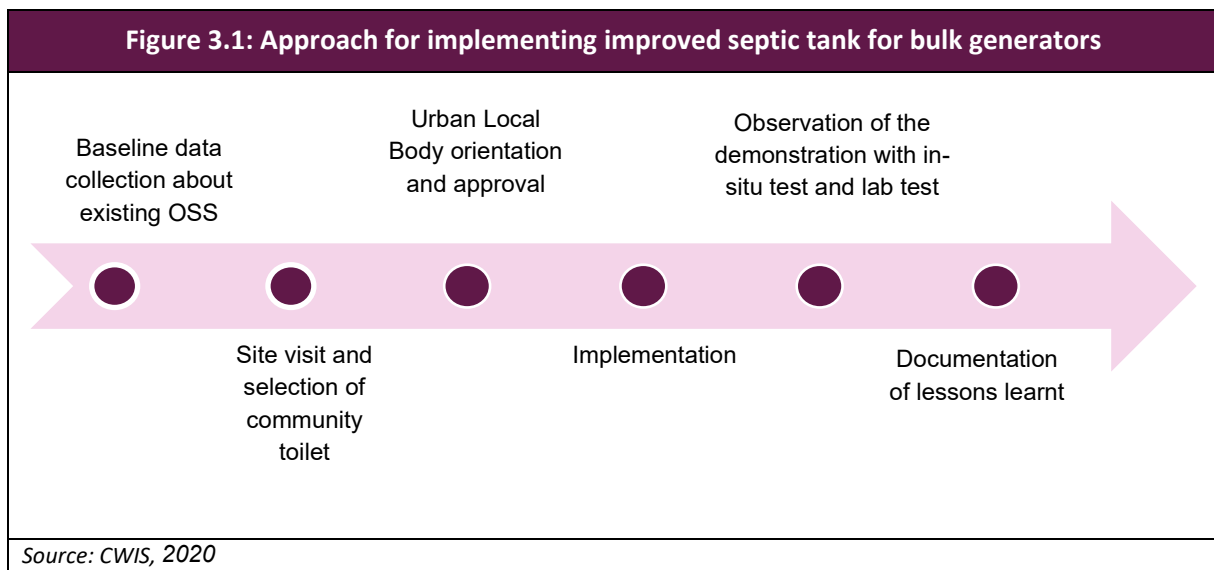 Figure 3.1: Approach for implementing improved septic tank for bulk generators
Baseline data
collection about
existing OSS
Site visit and
selection of
community
toilet
Urban Local
Body orientation
and approval
Implementation
Observation of the
demonstration with in-
situ test and lab test
Documentation
of lessons learnt
Source: CWIS, 2020